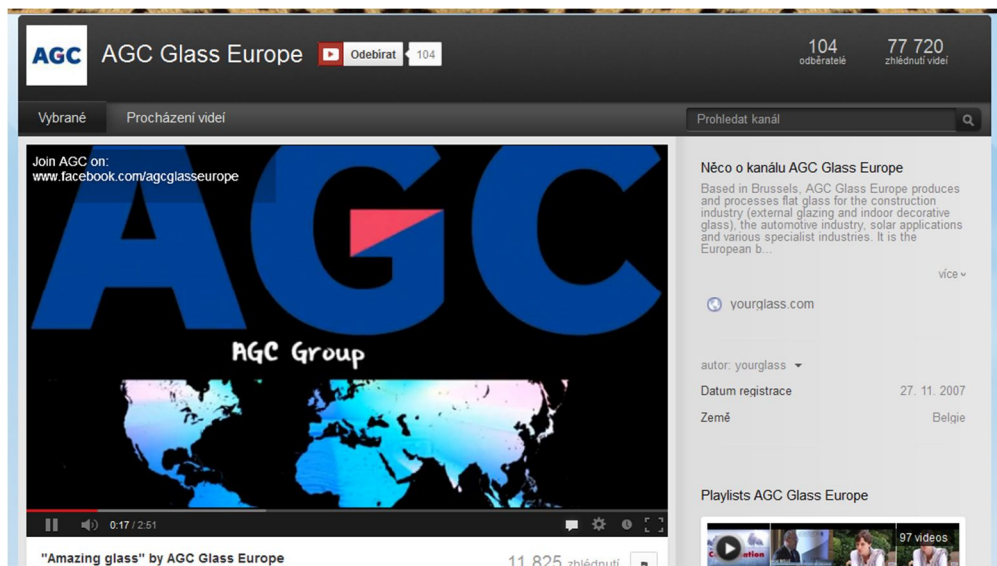 AGC
AGC Glass Europe
Odebírat
104
104
odběratelé
77 720
zhlédnutí videí
Vybrané
Procházení videí
Prohledat kanál
Join AGC on:
www.facebook.com/agcglasseurope
AGC
AGC Group
0:17 / 2:51
"Amazing glass" by AGC Glass Europe
11 825 zhlédnutí
Něco o kanálu AGC Glass Europe
Based in Brussels, AGC Glass Europe produces
and processes flat glass for the construction
industry (external glazing and indoor decorative
glass), the automotive industry, solar applications
and various specialist industries. It is the
European b...
více
yourglass.com
autor: yourglass
Datum registrace
27. 11. 2007
Země
Belgie
Playlists AGC Glass Europe
97 videos